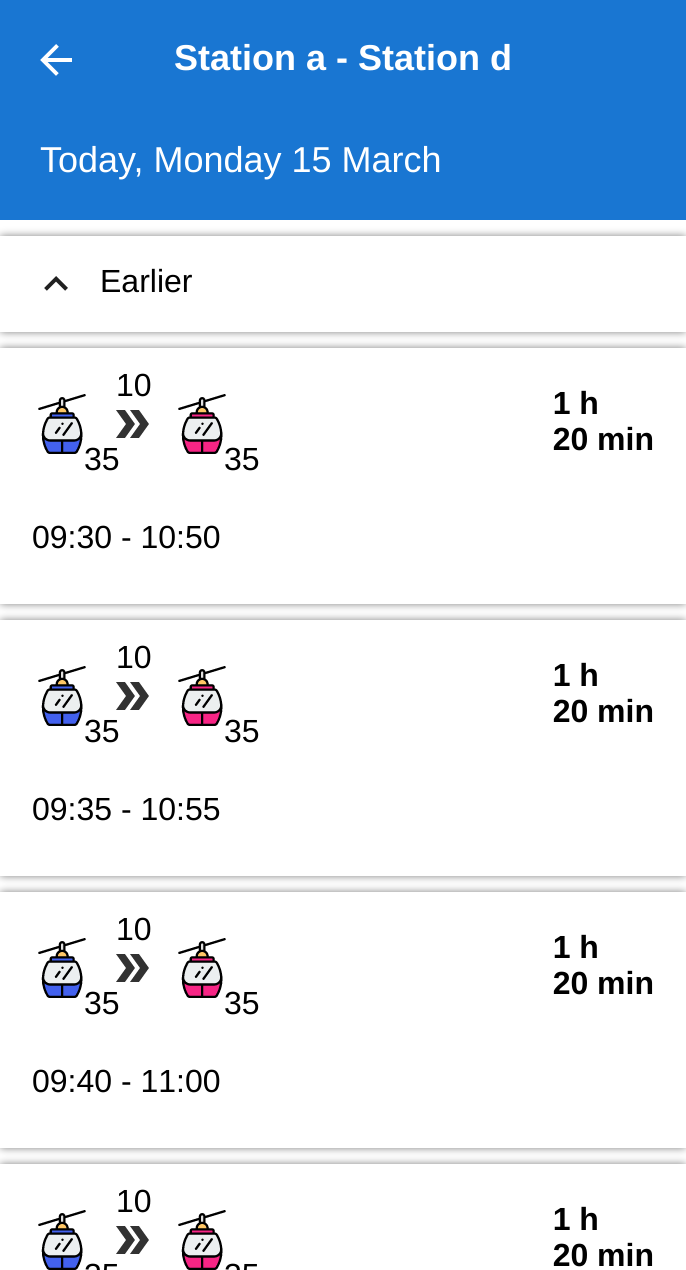 Station a - Station d
Today, Monday 15 March
Earlier
10
35 35
1 h
20 min
09:30 - 10:50
10
35 35
1 h
20 min
09:35 - 10:55
10
35 35
1 h
20 min
09:40 - 11:00
10
1 h
20 min